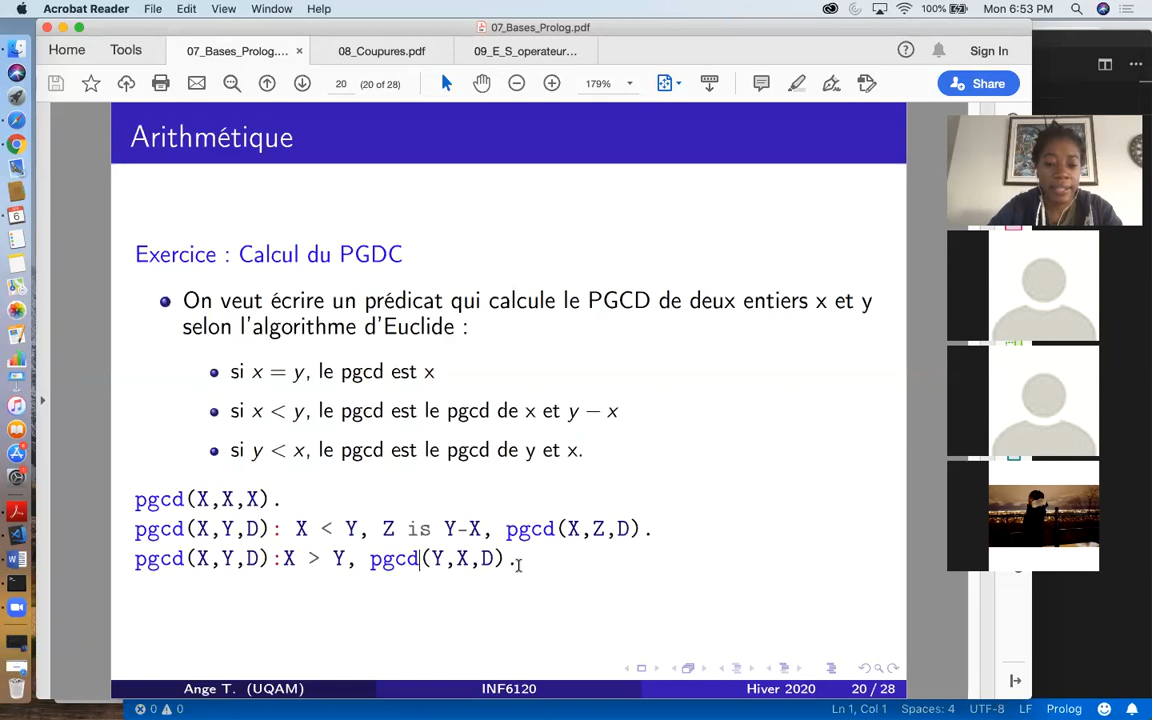 Acrobat Reader File Edit View Window Help 100% Mon 6:53 PM
07_Bases_Prolog.pdf
Home Tools 07_Bases_Prolog.... × 08_Coupures.pdf 09_E_S_operateur... Sign In
20 (20 of 28) 179% Share
Arithmétique
Exercice : Calcul du PGDC
On veut écrire un prédicat qui calcule le PGCD de deux entiers x et y
selon l'algorithme d'Euclide :
si x = y, le pgcd est x
si x < y, le pgcd est le pgcd de x et y − x
si y < x, le pgcd est le pgcd de y et x.
pgcd(X,X,X).
pgcd(X,Y,D): X < Y, Z is Y-X, pgcd(X,Z,D).
pgcd(X,Y,D):X > Y, pgcd(Y,X,D).
Ange T. (UQAM) INF6120 Hiver 2020 20 / 28
0 0 Ln 1, Col 1 Spaces: 4 UTF-8 LF Prolog